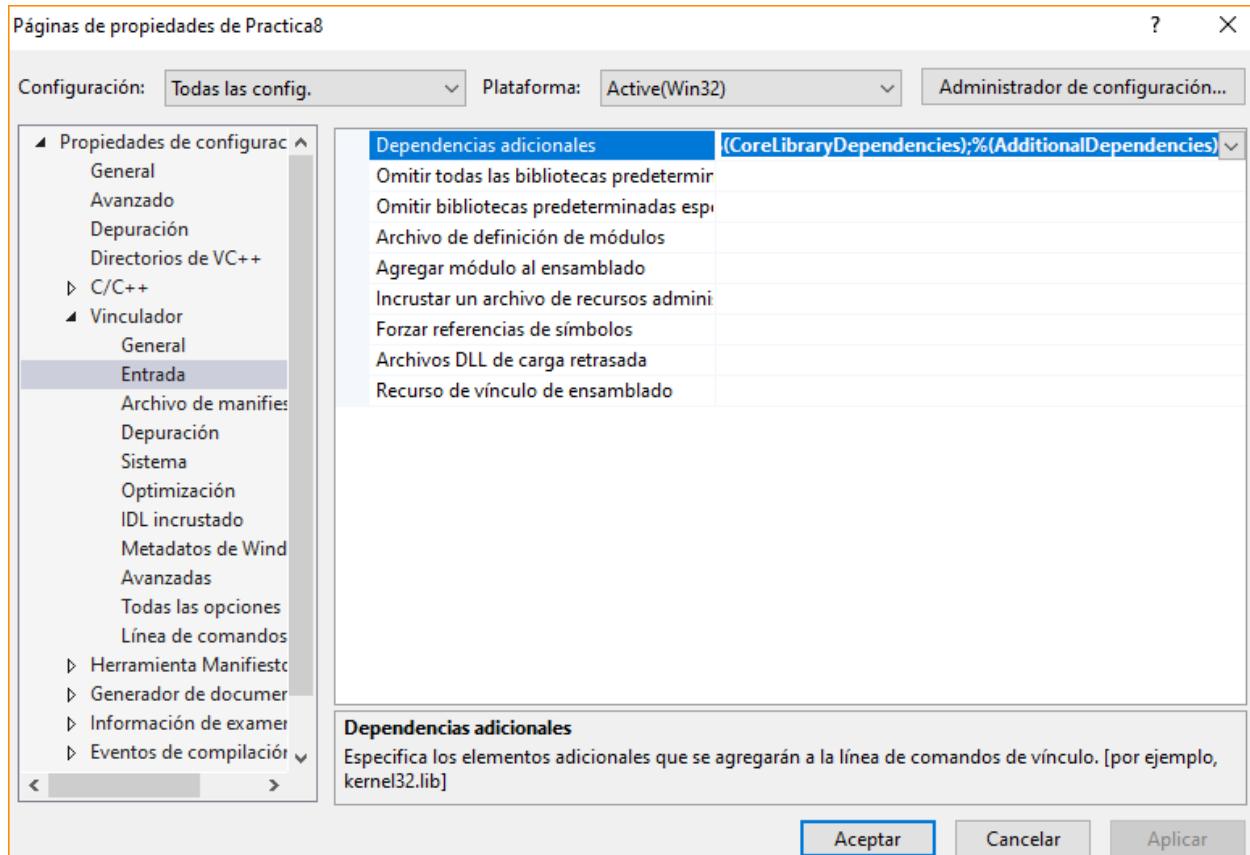 Páginas de propiedades de Practica8
?
Configuración:
Todas las config.
Plataforma:
Active(Win32)
Administrador de configuración...
Propiedades de configurac
General
Avanzado
Depuración
Directorios de VC++
C/C++
Vinculador
General
Entrada
Archivo de manifies
Depuración
Sistema
Optimización
IDL incrustado
Metadatos de Wind
Avanzadas
Todas las opciones
Línea de comandos
Herramienta Manifiesto
Generador de documer
Información de examer
Eventos de compilación
Dependencias adicionales
(CoreLibraryDependencies);%(AdditionalDependencies)
Omitir todas las bibliotecas predetermin
Omitir bibliotecas predeterminadas espe
Archivo de definición de módulos
Agregar módulo al ensamblado
Incrustar un archivo de recursos admini
Forzar referencias de símbolos
Archivos DLL de carga retrasada
Recurso de vínculo de ensamblado
Dependencias adicionales
Especifica los elementos adicionales que se agregarán a la línea de comandos de vínculo. [por ejemplo,
kernel32.lib]
Aceptar
Cancelar
Aplicar